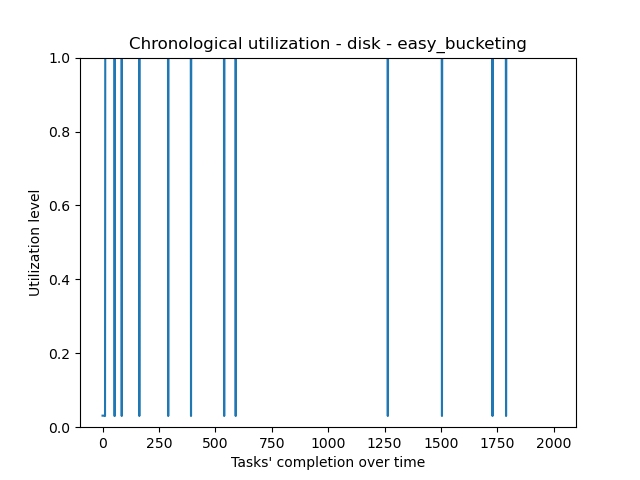 Chronological utilization - disk - easy_bucketing
1.0
0.8
0.6
0.4
0.2
0.0
Utilization level
0 250 500 750 1000 1250 1500 1750 2000
Tasks' completion over time